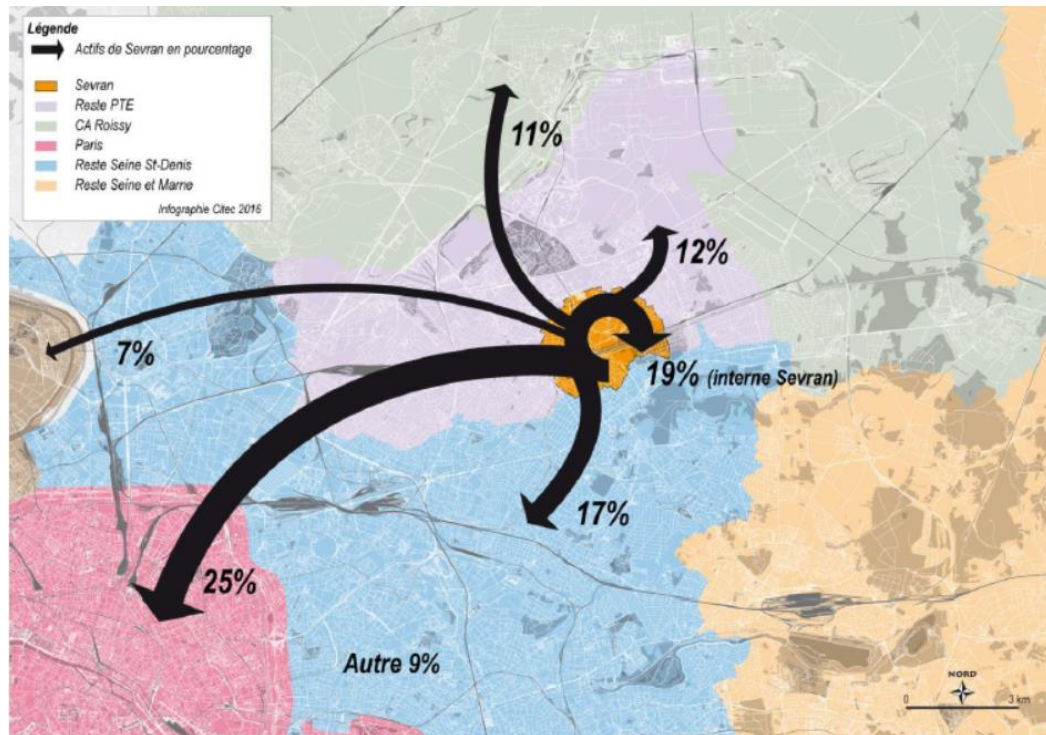 Légende
Actifs de Sevran en pourcentage
Sevran
Reste PTE
CA Roissy
Paris
Reste Seine St-Denis
Reste Seine et Marne
Infographie Citec 2016
11%
12%
7%
19% (interne Sevran)
17%
25%
Autre 9%
NORD
0 3 km